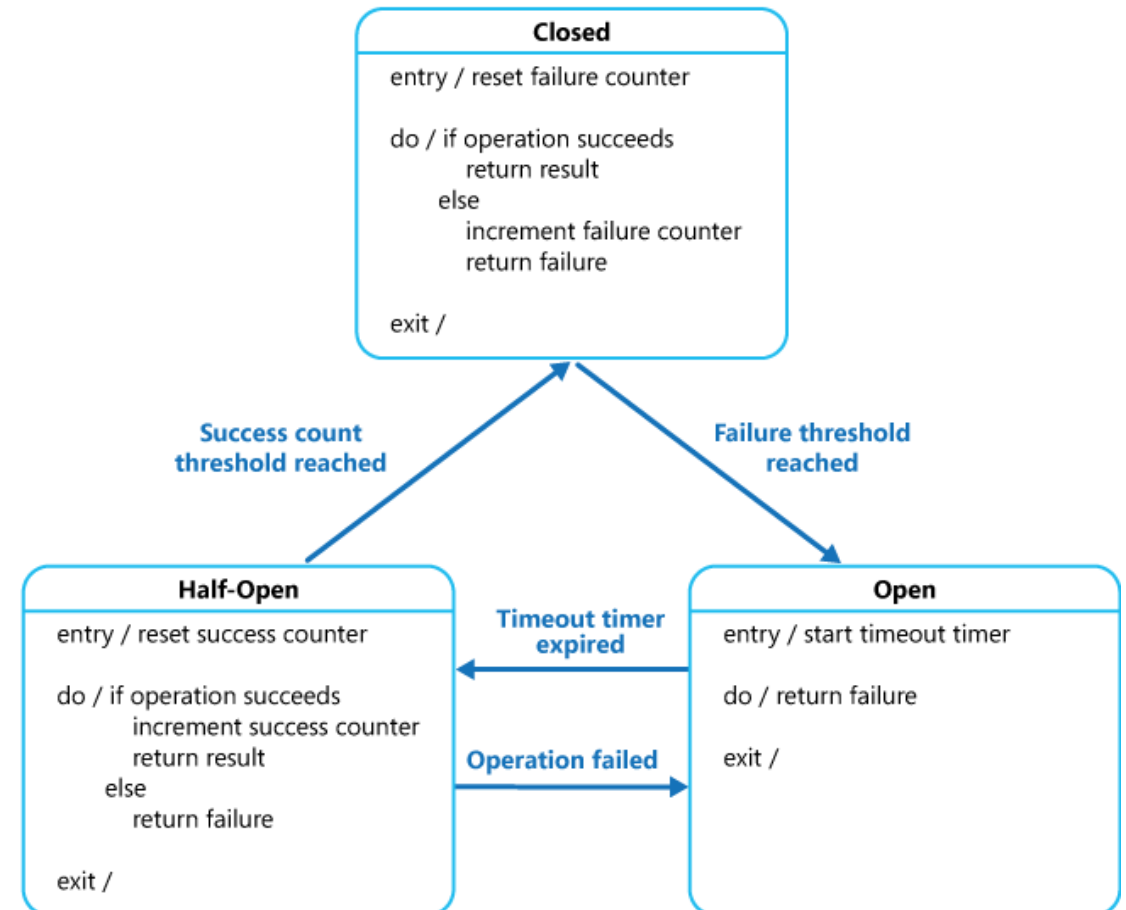 Closed
entry / reset failure counter
do / if operation succeeds
return result
else
increment failure counter
return failure
exit /
Success count
threshold reached
Failure threshold
reached
Half-Open
entry / reset success counter
do / if operation succeeds
increment success counter
return result
else
return failure
exit /
Timeout timer
expired
Operation failed
Open
entry / start timeout timer
do / return failure
exit /